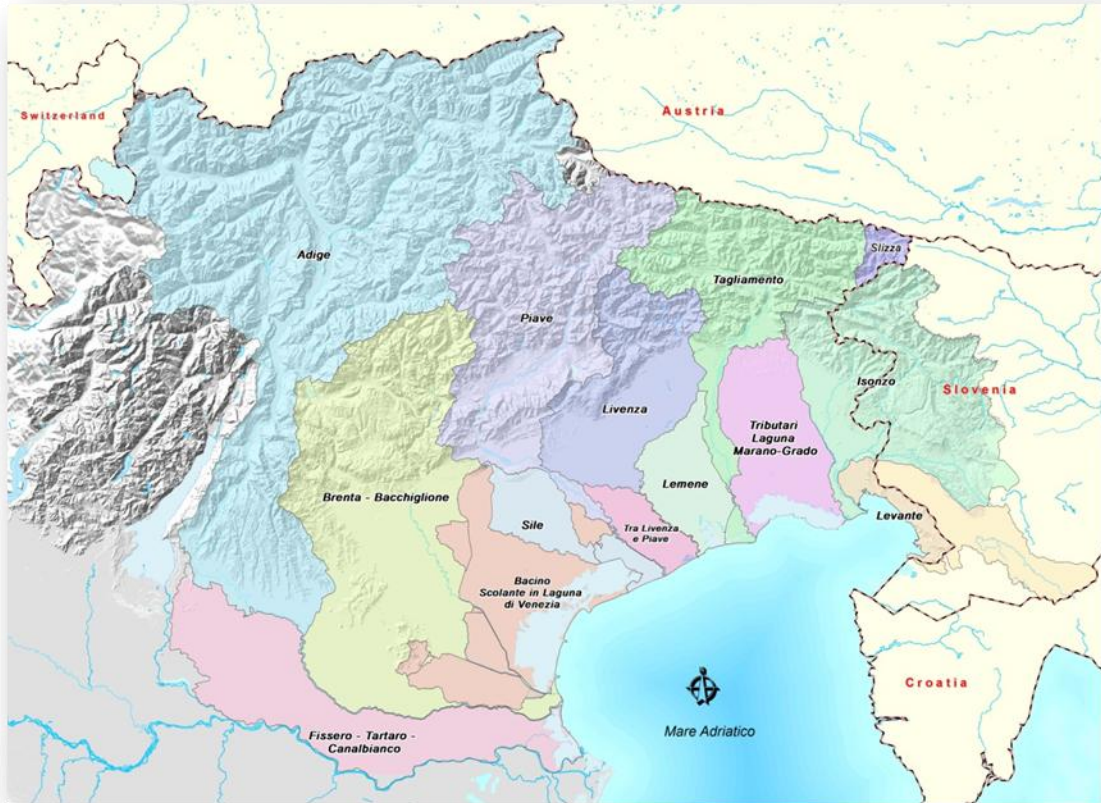 Switzerland
Austria
Slizza
Adige
Tagliamento
Piave
Isonzo
Slovenia
Livenza
Tributari
Laguna
Marano-Grado
Lemene
Brenta - Bacchiglione
Levante
Sile
Tra Livenza
e Piave
Bacino
Scolante in Laguna
di Venezia
Croatia
Mare Adriatico
Fissero - Tartaro -
Canalbianco